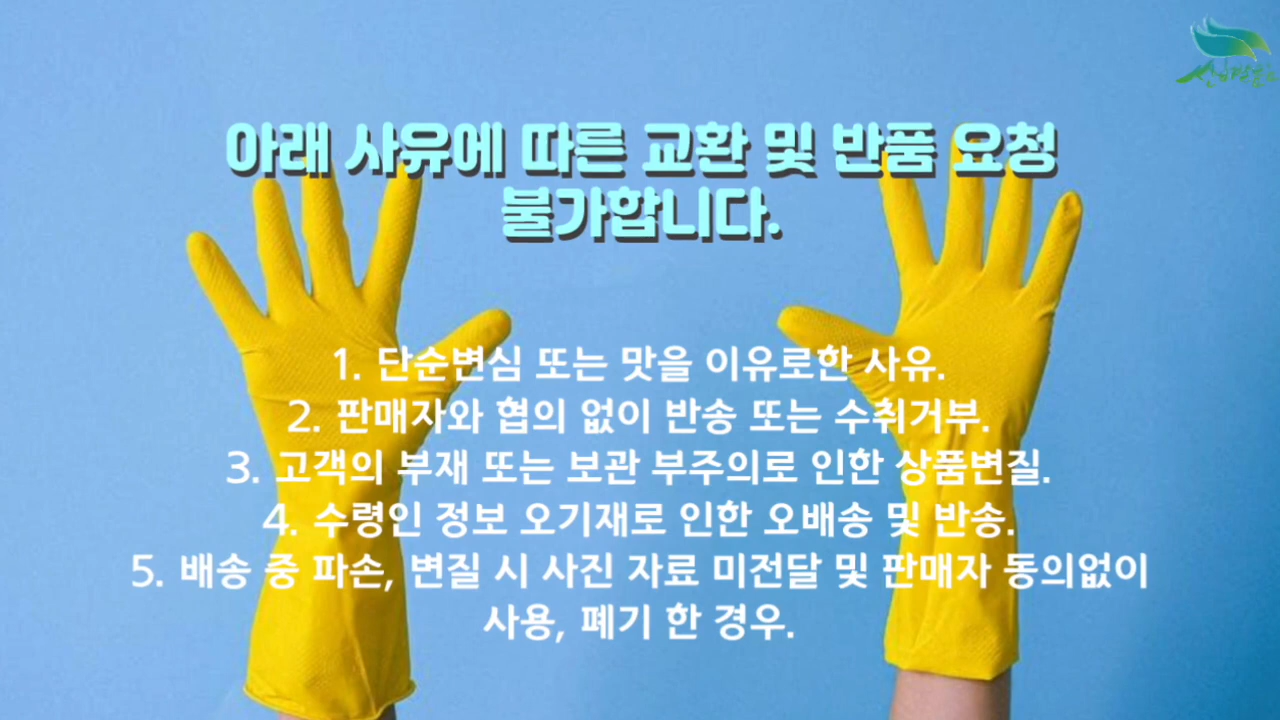 아래 사유에 따른 교환 및 반품 요청
불가합니다.
1. 단순변심 또는 맛을 이유로한 사유.
2. 판매자와 협의 없이 반송 또는 수취거부.
3. 고객의 부재 또는 보관 부주의로 인한 상품변질.
4. 수령인 정보 오기재로 인한 오배송 및 반송.
5. 배송 중 파손, 변질 시 사진 자료 미전달 및 판매자 동의없이
사용, 폐기 한 경우.